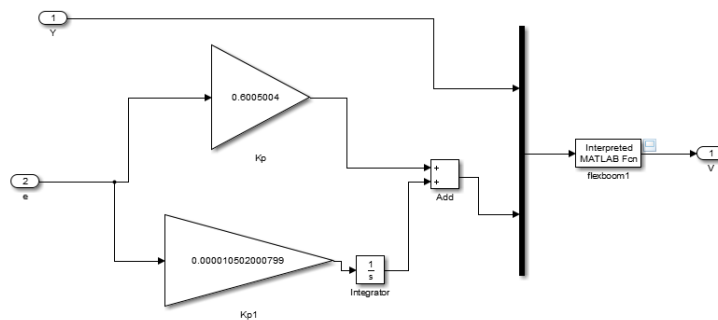 1
Y
0.6005004
Kp
2
e
+
+
Add
0.000010502000799
Kp1
1
s
Integrator
Interpreted
MATLAB Fcn
flexboom1
1
V